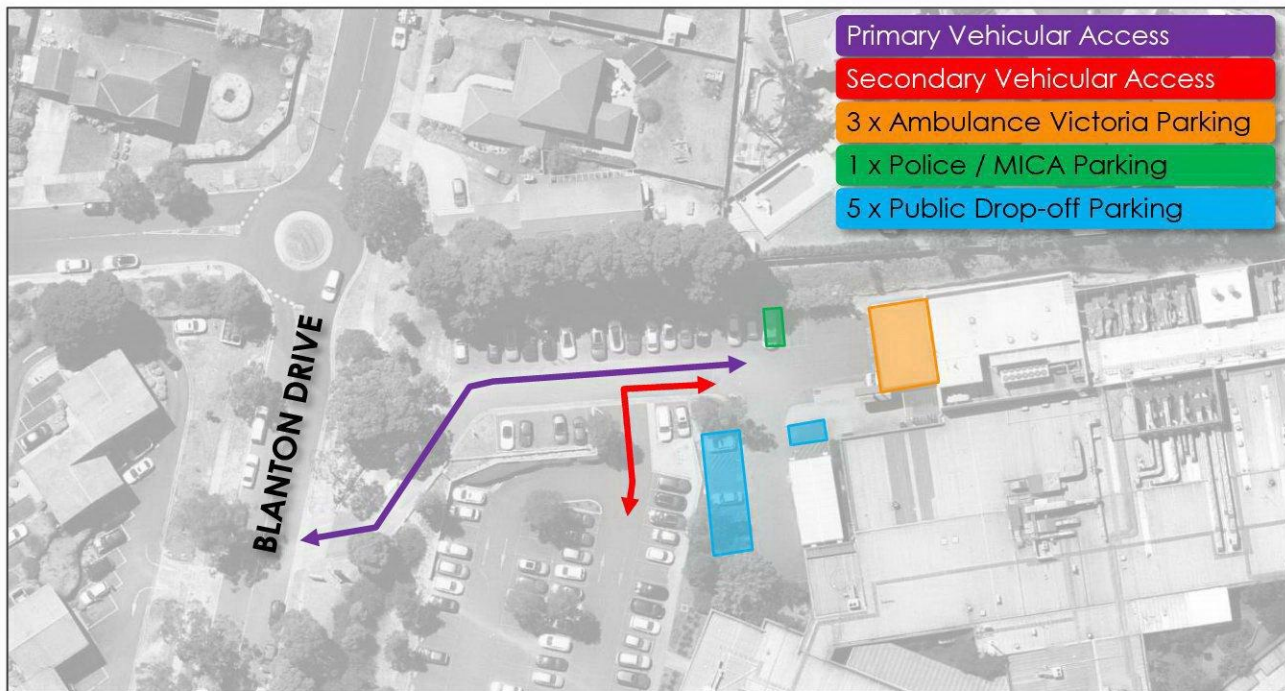 Primary Vehicular Access
Secondary Vehicular Access
3 x Ambulance Victoria Parking
1 x Police / MICA Parking
5 x Public Drop-off Parking
BLANTON DRIVE